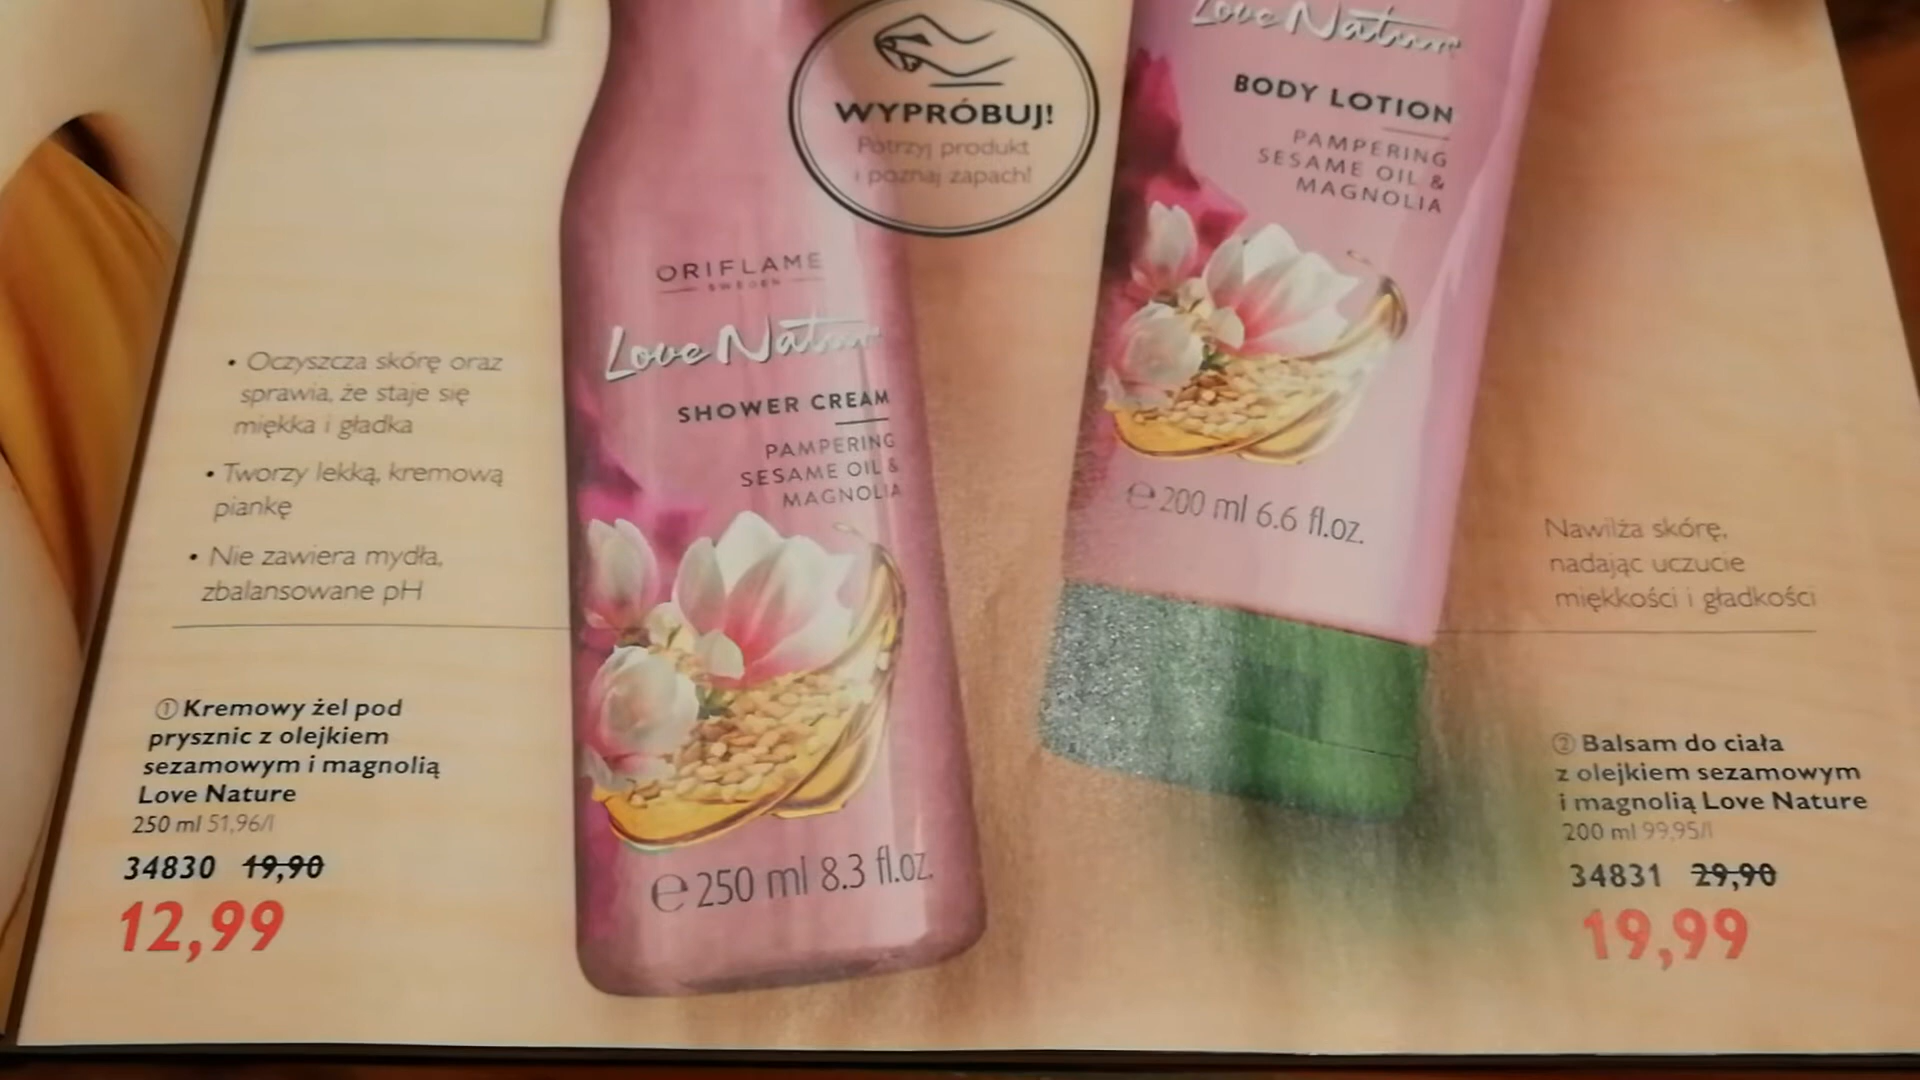 WYPRÓBUJ!
Potrzyj produkt
i poznaj zapach!
ORIFLAME
SWEDEN
Love Nature
SHOWER CREAM
PAMPERING
SESAME OIL &
MAGNOLIA
e 250 ml 8.3 fl.oz.
Love Nature
BODY LOTION
PAMPERING
SESAME OIL &
MAGNOLIA
e 200 ml 6.6 fl.oz.
• Oczyszcza skórę oraz
sprawia, że staje się
miękka i gładka
• Tworzy lekką, kremową
piankę
• Nie zawiera mydła,
zbalansowane pH
① Kremowy żel pod
prysznic z olejkiem
sezamowym i magnolią
Love Nature
250 ml 51,96/l
34830 19,90
12,99
Nawilża skórę,
nadając uczucie
miękkości i gładkości
② Balsam do ciała
z olejkiem sezamowym
i magnolią Love Nature
200 ml 99,95/l
34831 29,90
19,99